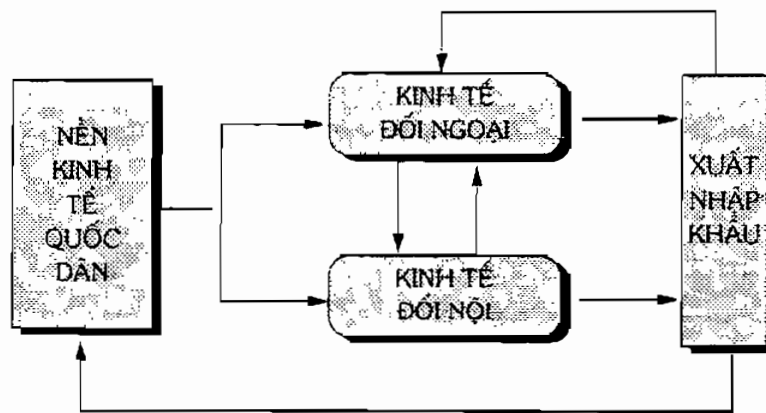 NỀN
KINH
TẾ
QUỐC
DÂN
KINH TẾ
ĐỐI NGOẠI
KINH TẾ
ĐỐI NỘI
XUẤT
NHẬP
KHẨU